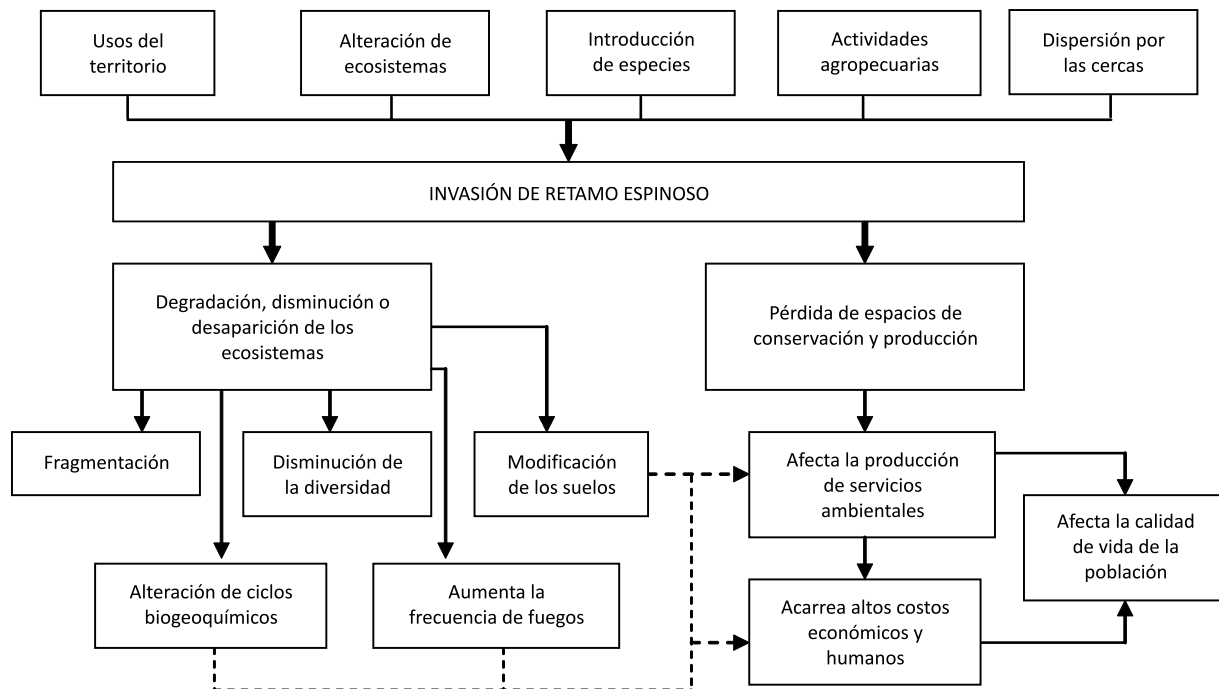 Usos del
territorio
Alteración de
ecosistemas
Introducción
de especies
Actividades
agropecuarias
Dispersión por
las cercas
INVASIÓN DE RETAMO ESPINOSO
Degradación, disminución o
desaparición de los
ecosistemas
Pérdida de espacios de
conservación y producción
Fragmentación
Disminución de
la diversidad
Modificación
de los suelos
Afecta la producción
de servicios
ambientales
Afecta la calidad
de vida de la
población
Alteración de ciclos
biogeoquímicos
Aumenta la
frecuencia de fuegos
Acarrea altos costos
económicos y
humanos